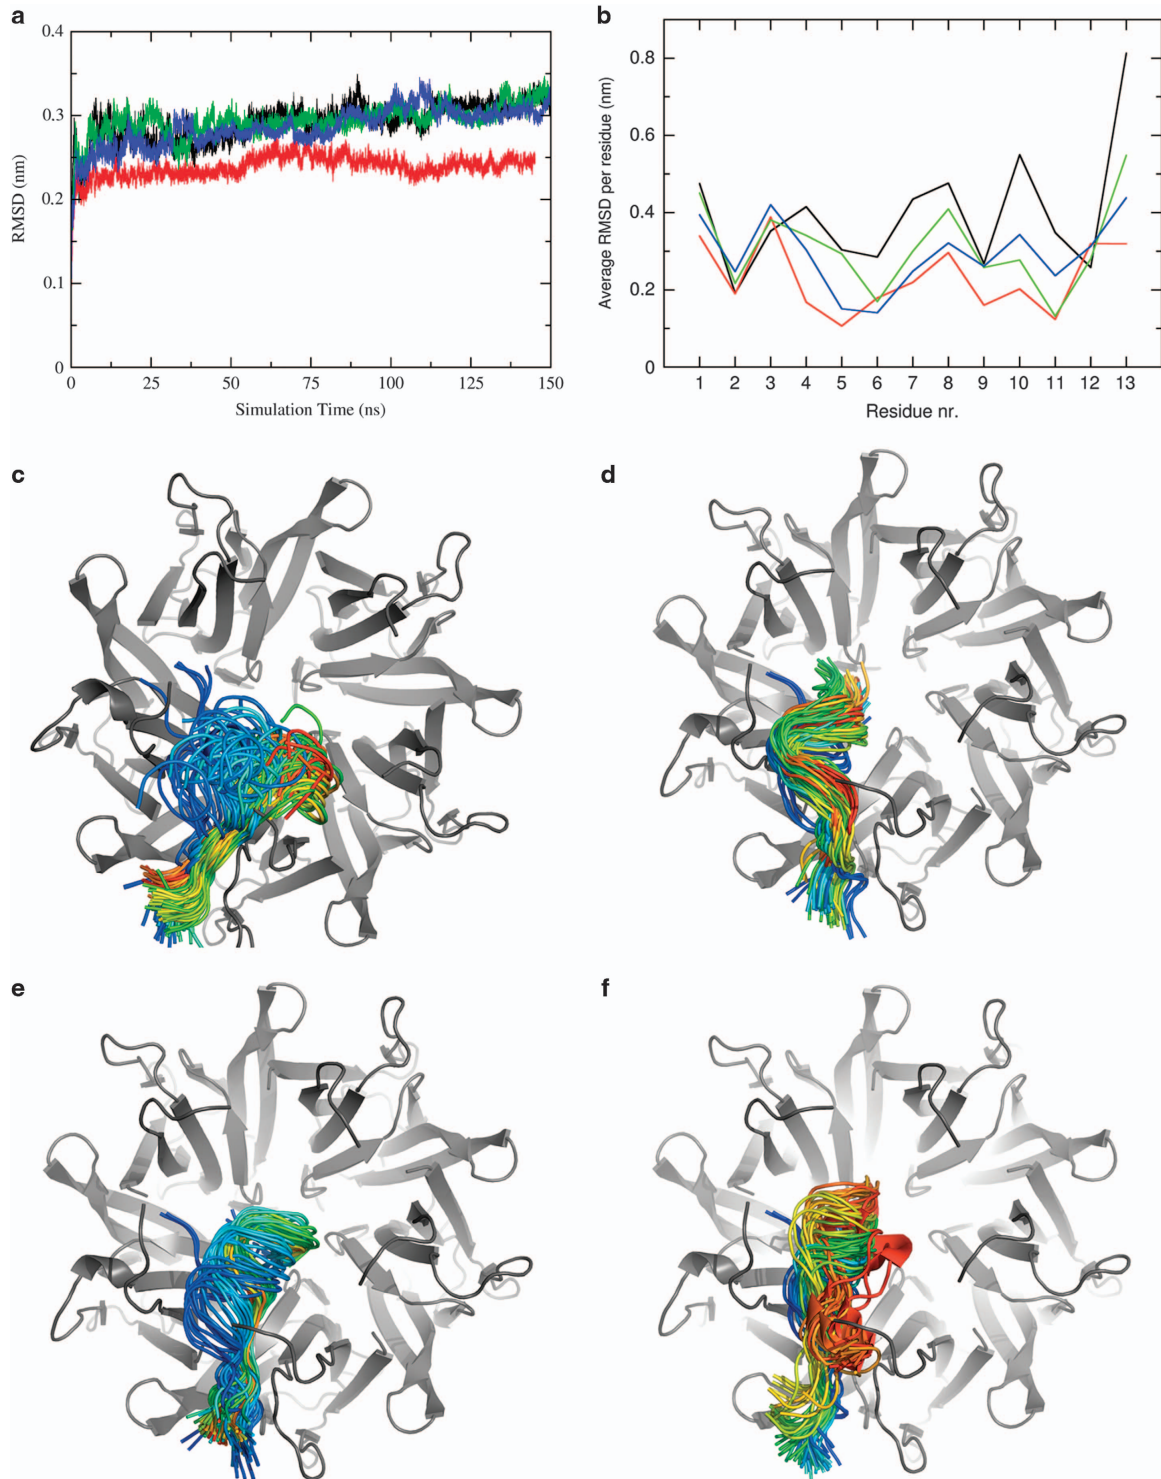 a
b
0.4
0.3
0.2
0.1
0
RMSD (nm)
0 25 50 75 100 125 150
Simulation Time (ns)
0.8
0.6
0.4
0.2
0
Average RMSD per residue (nm)
1 2 3 4 5 6 7 8 9 10 11 12 13
Residue nr.
c
d
e
f